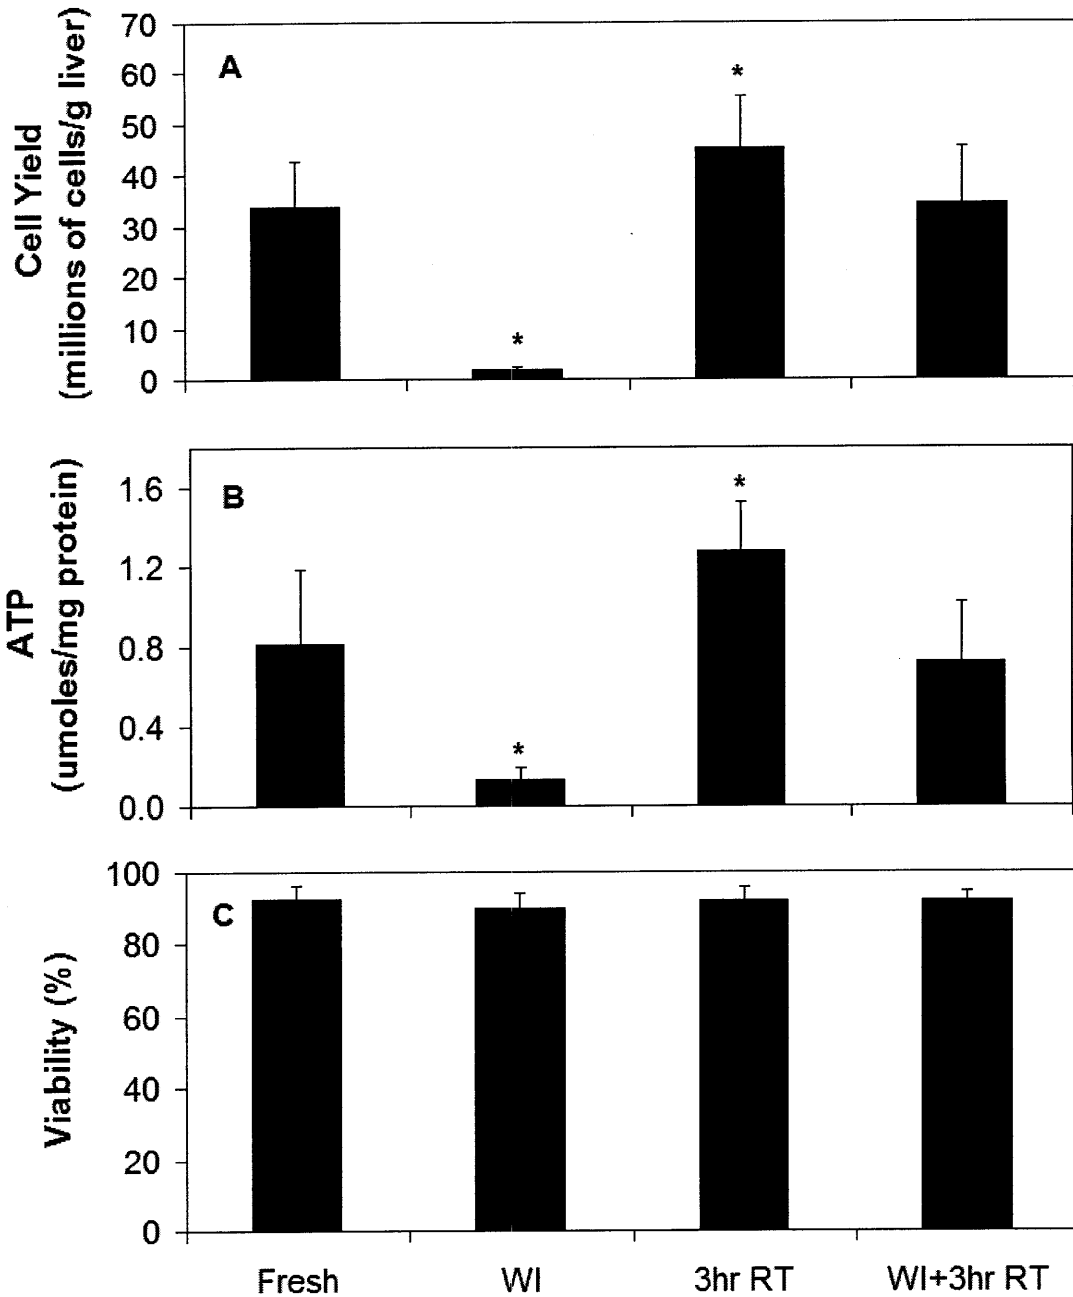 Cell Yield
(millions of cells/g liver)
70
60
50
40
30
20
10
0
A
*
*
ATP
(umoles/mg protein)
1.6
1.2
0.8
0.4
0.0
B
*
*
Viability (%)
100
80
60
40
20
0
C
Fresh WI 3hr RT WI+3hr RT